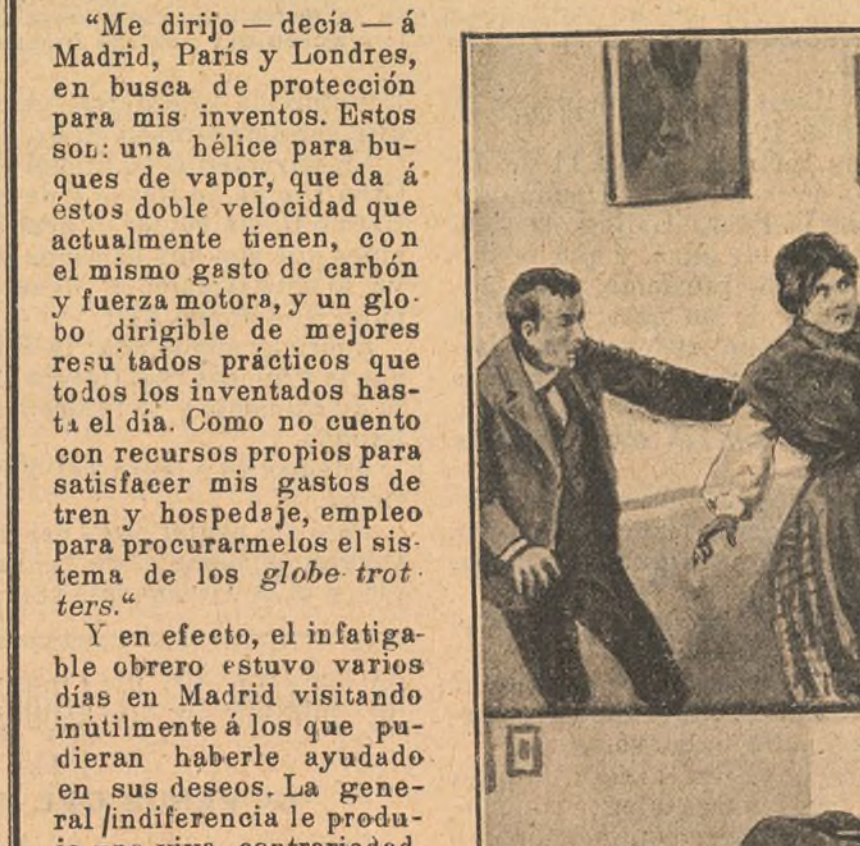 “Me dirijo — decía — á
Madrid, París y Londres,
en busca de protección
para mis inventos. Estos
son: una hélice para bu-
ques de vapor, que da á
éstos doble velocidad que
actualmente tienen, con
el mismo gasto de carbón
y fuerza motora, y un glo-
bo dirigible de mejores
resultados prácticos que
todos los inventados has-
ta el día. Como no cuento
con recursos propios para
satisfacer mis gastos de
tren y hospedaje, empleo
para procurarmelos el sis-
tema de los globe-trot-
ters.“
Y en efecto, el infatiga-
ble obrero estuvo varios
días en Madrid visitando
inútilmente á los que pu-
dieran haberle ayudado
en sus deseos. La gene-
ral indiferencia le produ-